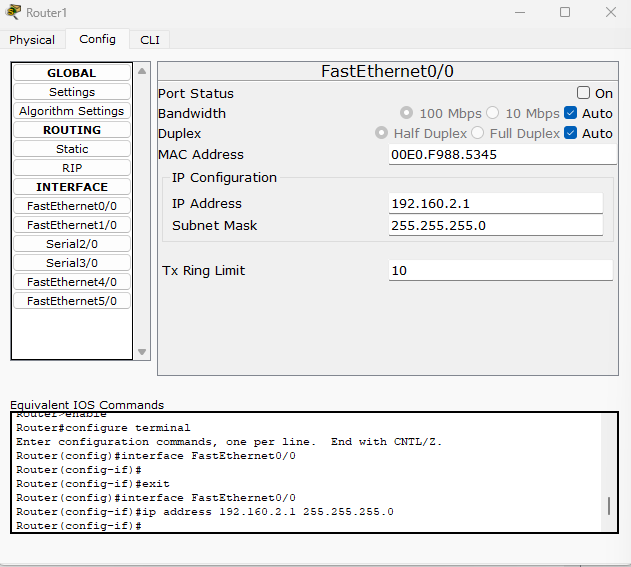 Router1
Physical Config CLI
GLOBAL
Settings
Algorithm Settings
ROUTING
Static
RIP
INTERFACE
FastEthernet0/0
FastEthernet1/0
Serial2/0
Serial3/0
FastEthernet4/0
FastEthernet5/0
FastEthernet0/0
Port Status On
Bandwidth 100 Mbps 10 Mbps Auto
Duplex Half Duplex Full Duplex Auto
MAC Address 00E0.F988.5345
IP Configuration
IP Address 192.160.2.1
Subnet Mask 255.255.255.0
Tx Ring Limit 10
Equivalent IOS Commands
Router>enable
Router#configure terminal
Enter configuration commands, one per line.  End with CNTL/Z.
Router(config)#interface FastEthernet0/0
Router(config-if)#
Router(config-if)#exit
Router(config)#interface FastEthernet0/0
Router(config-if)#ip address 192.160.2.1 255.255.255.0
Router(config-if)#